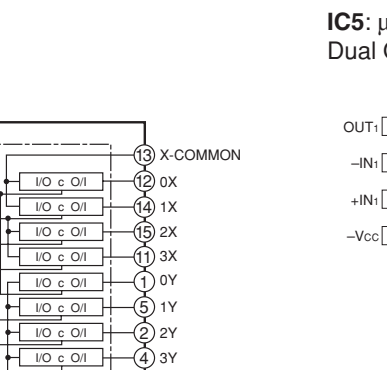 IC5: μ
Dual
OUT1
–IN1
+IN1
–VCC
13 X-COMMON
I/O c O/I 12 0X
I/O c O/I 14 1X
I/O c O/I 15 2X
I/O c O/I 11 3X
I/O c O/I 1 0Y
I/O c O/I 5 1Y
I/O c O/I 2 2Y
I/O c O/I 4 3Y